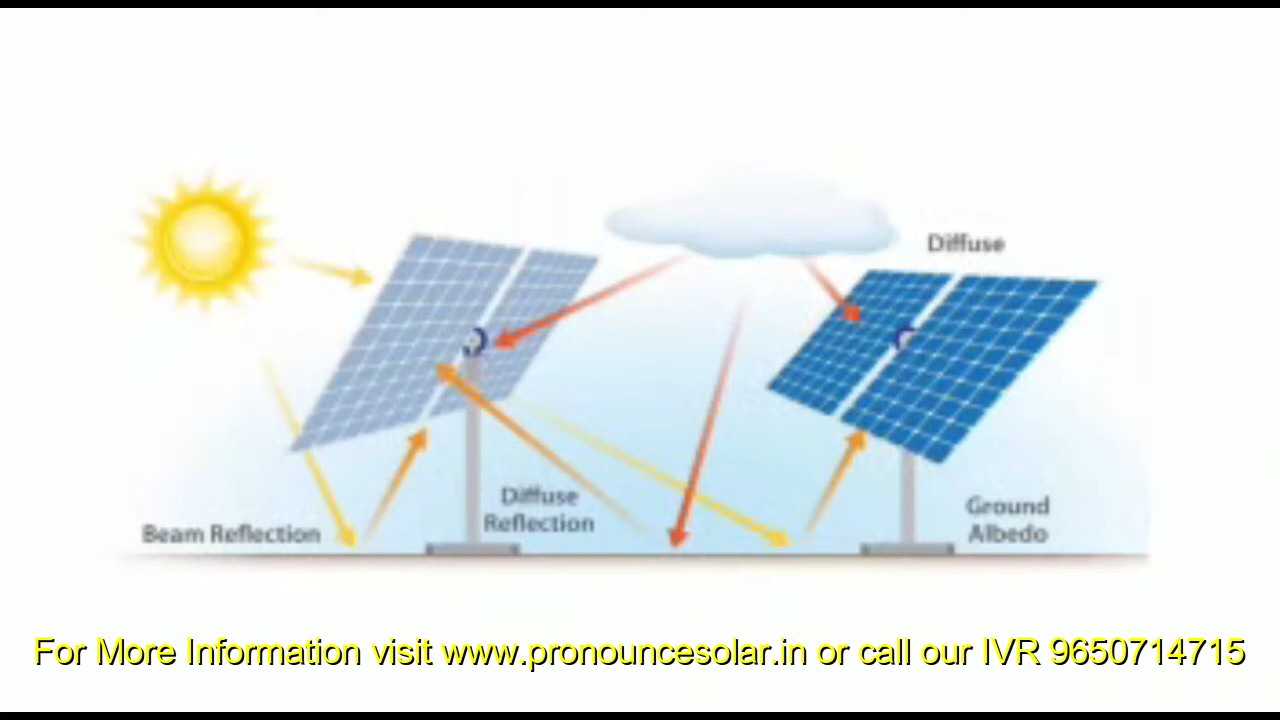 Diffuse
Diffuse
Reflection
Beam Reflection
Ground
Albedo
For More Information visit www.pronouncesolar.in or call our IVR 9650714715